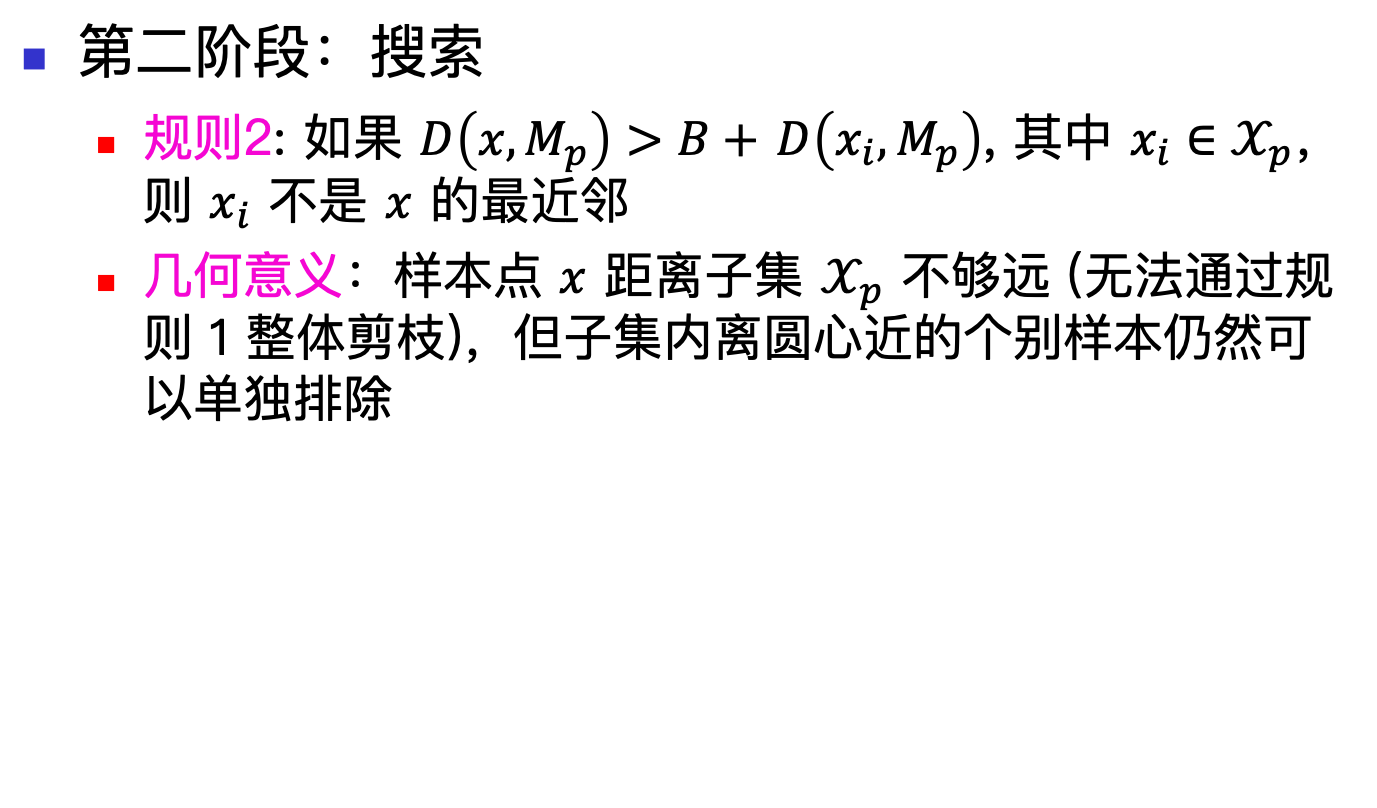 第二阶段：搜索
规则2: 如果 D(x, M_p) > B + D(x_i, M_p), 其中 x_i ∈ 𝒳_p,
则 x_i 不是 x 的最近邻
几何意义：样本点 x 距离子集 𝒳_p 不够远 (无法通过规
则 1 整体剪枝)，但子集内离圆心近的个别样本仍然可
以单独排除